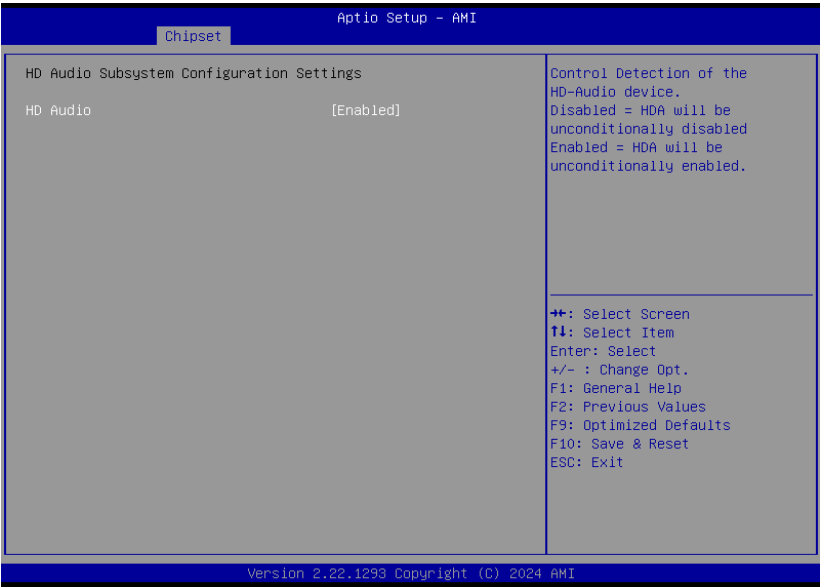 Aptio Setup – AMI
Chipset
HD Audio Subsystem Configuration Settings
HD Audio [Enabled]
Control Detection of the
HD-Audio device.
Disabled = HDA will be
unconditionally disabled
Enabled = HDA will be
unconditionally enabled.
→←: Select Screen
↑↓: Select Item
Enter: Select
+/- : Change Opt.
F1: General Help
F2: Previous Values
F9: Optimized Defaults
F10: Save & Reset
ESC: Exit
Version 2.22.1293 Copyright (C) 2024 AMI